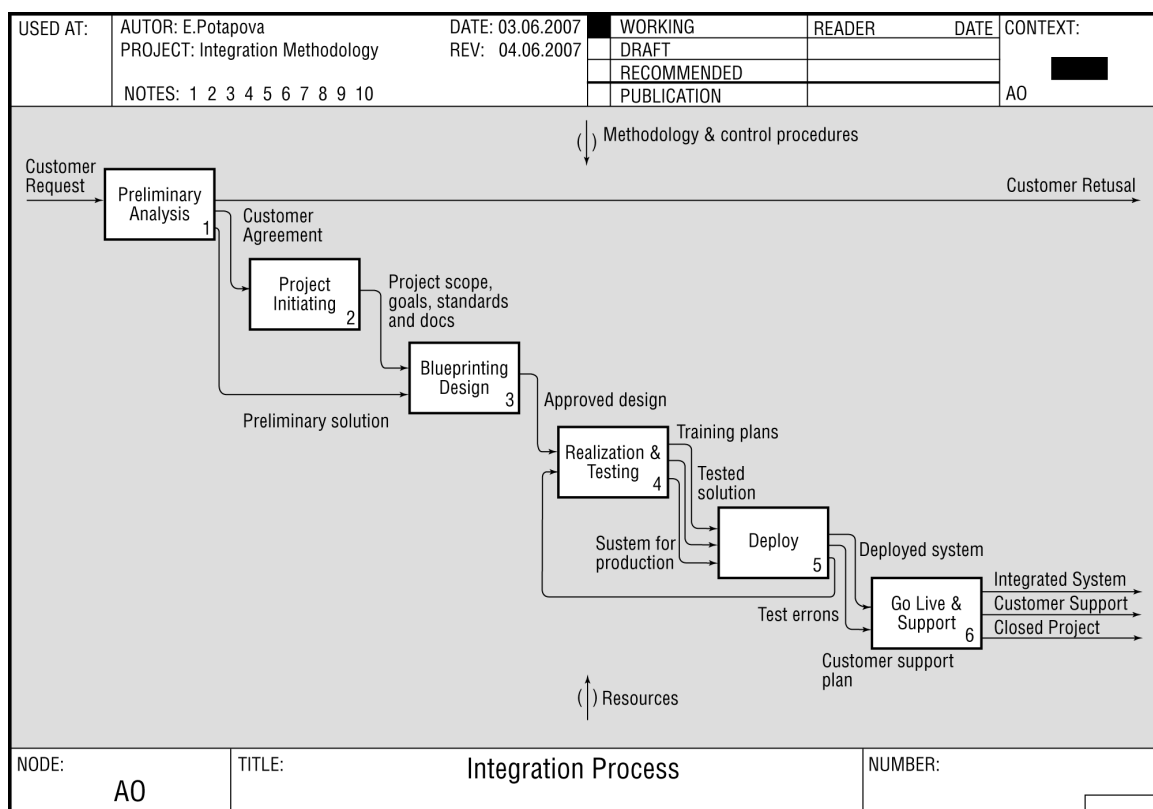 USED AT:
AUTOR: E.Potapova
DATE: 03.06.2007
PROJECT: Integration Methodology
REV: 04.06.2007
NOTES: 1 2 3 4 5 6 7 8 9 10
WORKING
DRAFT
RECOMMENDED
PUBLICATION
READER
DATE
CONTEXT:
AO
( ) Methodology & control procedures
Customer
Request
Preliminary
Analysis
1
Customer Retusal
Customer
Agreement
Project
Initiating
2
Project scope,
goals, standards
and docs
Blueprinting
Design
3
Preliminary solution
Approved design
Realization &
Testing
4
Training plans
Tested
solution
Sustem for
production
Deploy
5
Deployed system
Test errons
Go Live &
Support
6
Integrated System
Customer Support
Closed Project
Customer support
plan
( ) Resources
NODE:
AO
TITLE:
Integration Process
NUMBER: